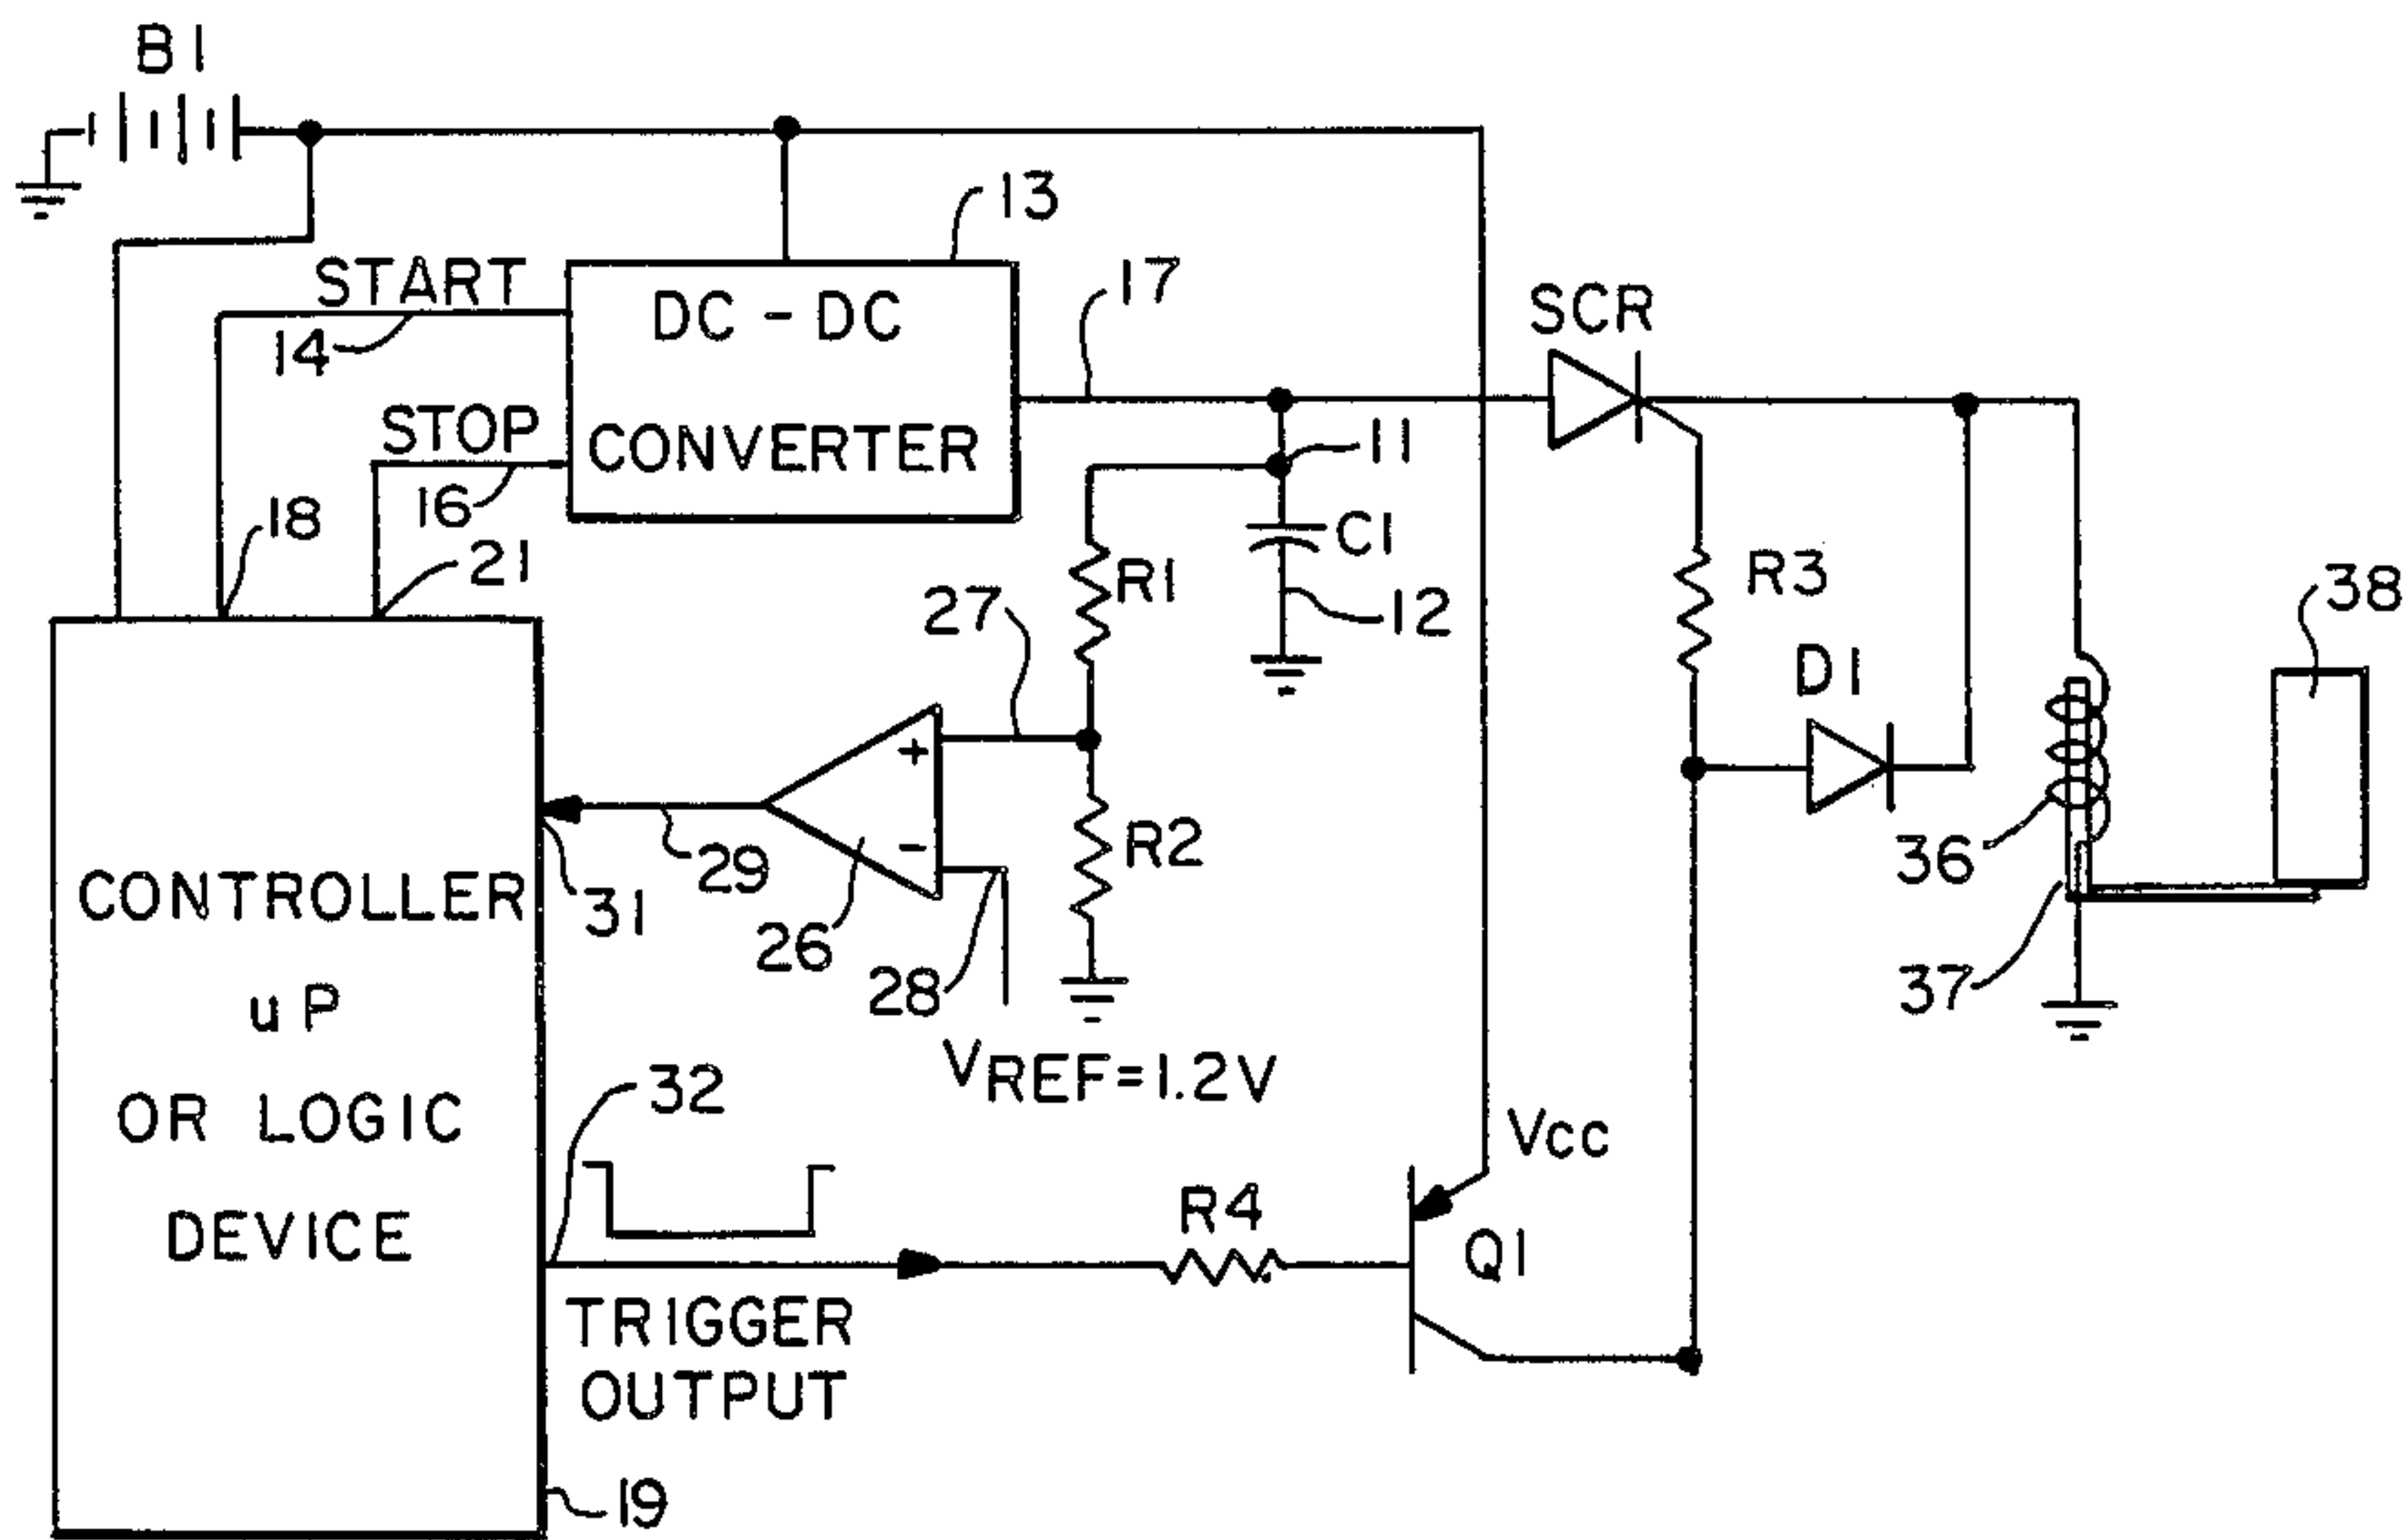 B1
13
START
14
DC - DC
CONVERTER
17
SCR
STOP
16
11
18
21
C1
R1
12
R3
38
27
D1
+
-
R2
36
29
31
26
28
37
CONTROLLER
uP
OR LOGIC
DEVICE
VREF=1.2V
32
VCC
R4
Q1
TRIGGER
OUTPUT
19